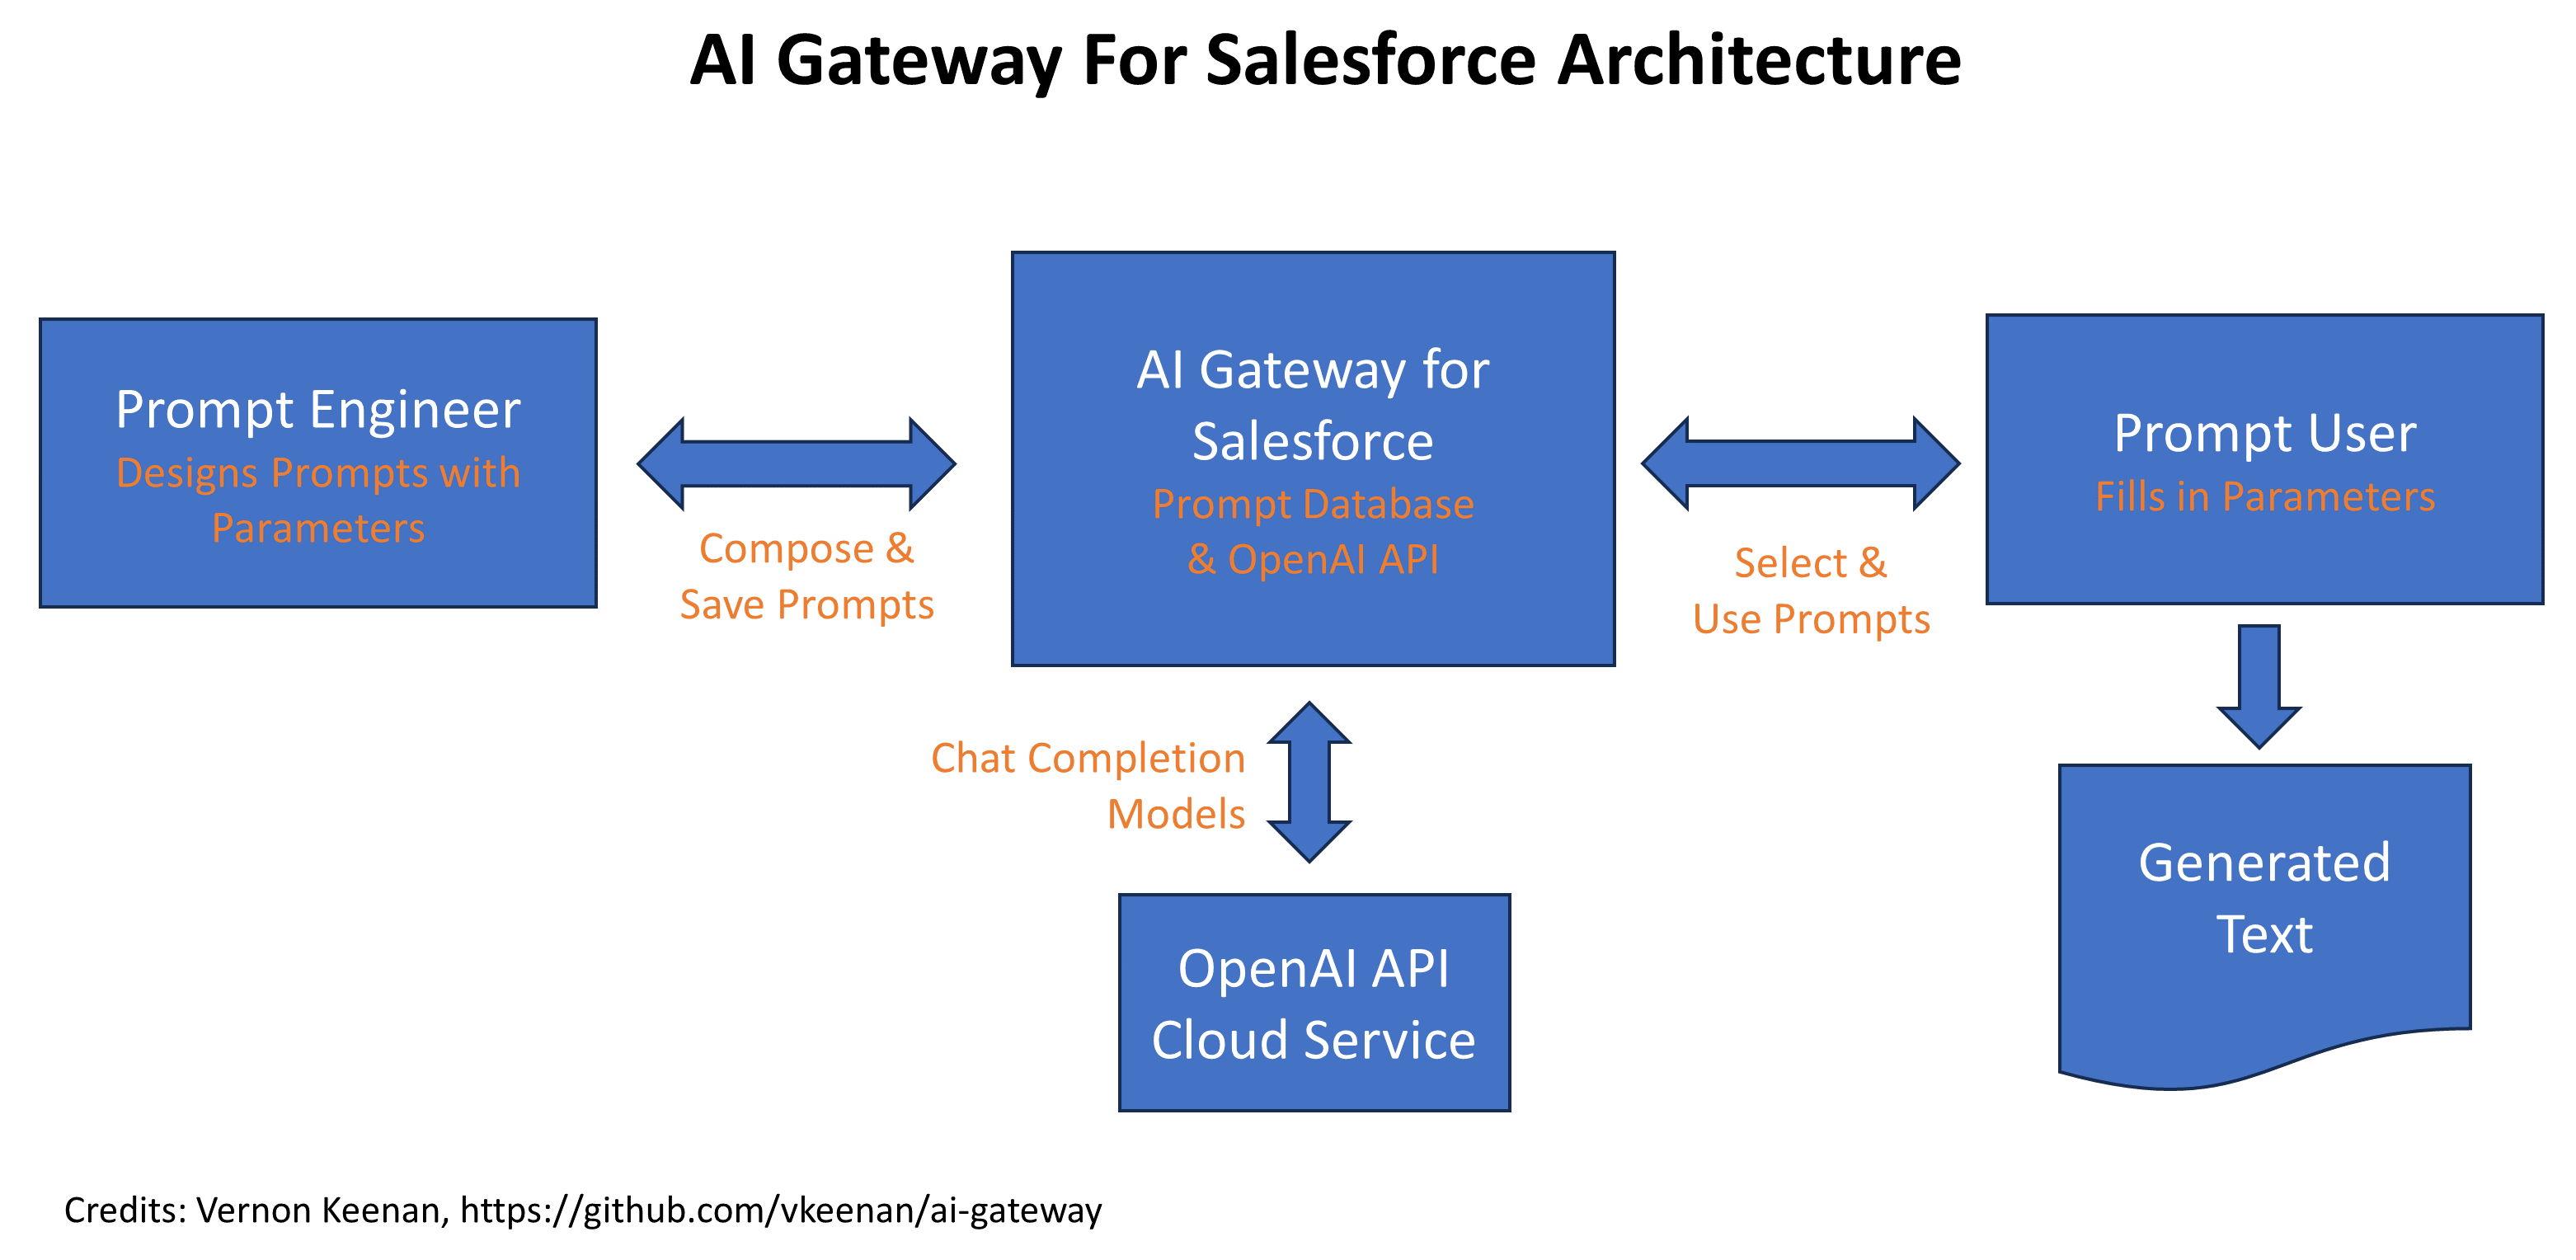 AI Gateway For Salesforce Architecture
Prompt Engineer
Designs Prompts with
Parameters
Compose &
Save Prompts
AI Gateway for
Salesforce
Prompt Database
& OpenAI API
Select &
Use Prompts
Prompt User
Fills in Parameters
Chat Completion
Models
OpenAI API
Cloud Service
Generated
Text
Credits: Vernon Keenan, https://github.com/vkeenan/ai-gateway